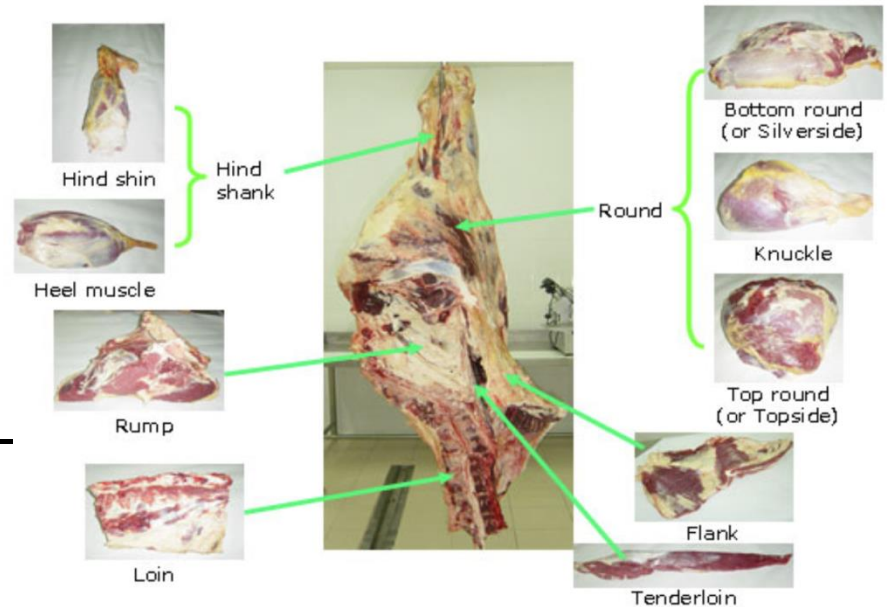 Hind shin
Heel muscle
Hind
shank
Rump
Loin
Round
Bottom round
(or Silverside)
Knuckle
Top round
(or Topside)
Flank
Tenderloin